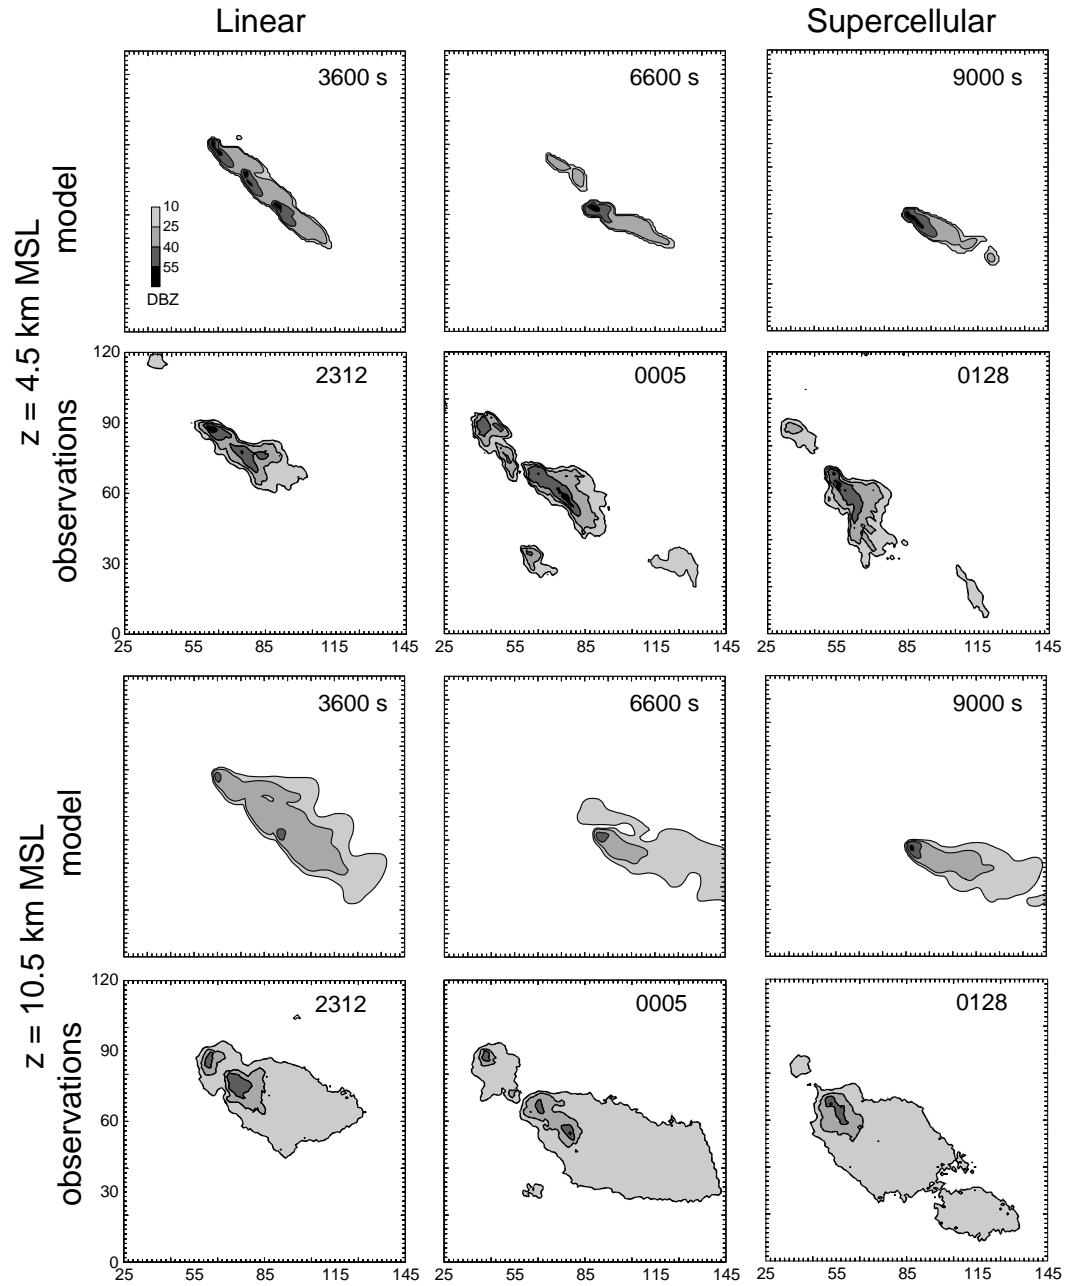 Linear
Supercellular
z = 4.5 km MSL
model
3600 s
6600 s
9000 s
10
25
40
55
DBZ
observations
2312
0005
0128
120
90
60
30
0
25 55 85 115 145
25 55 85 115 145
25 55 85 115 145
z = 10.5 km MSL
model
3600 s
6600 s
9000 s
observations
2312
0005
0128
120
90
60
30
0
25 55 85 115 145
25 55 85 115 145
25 55 85 115 145